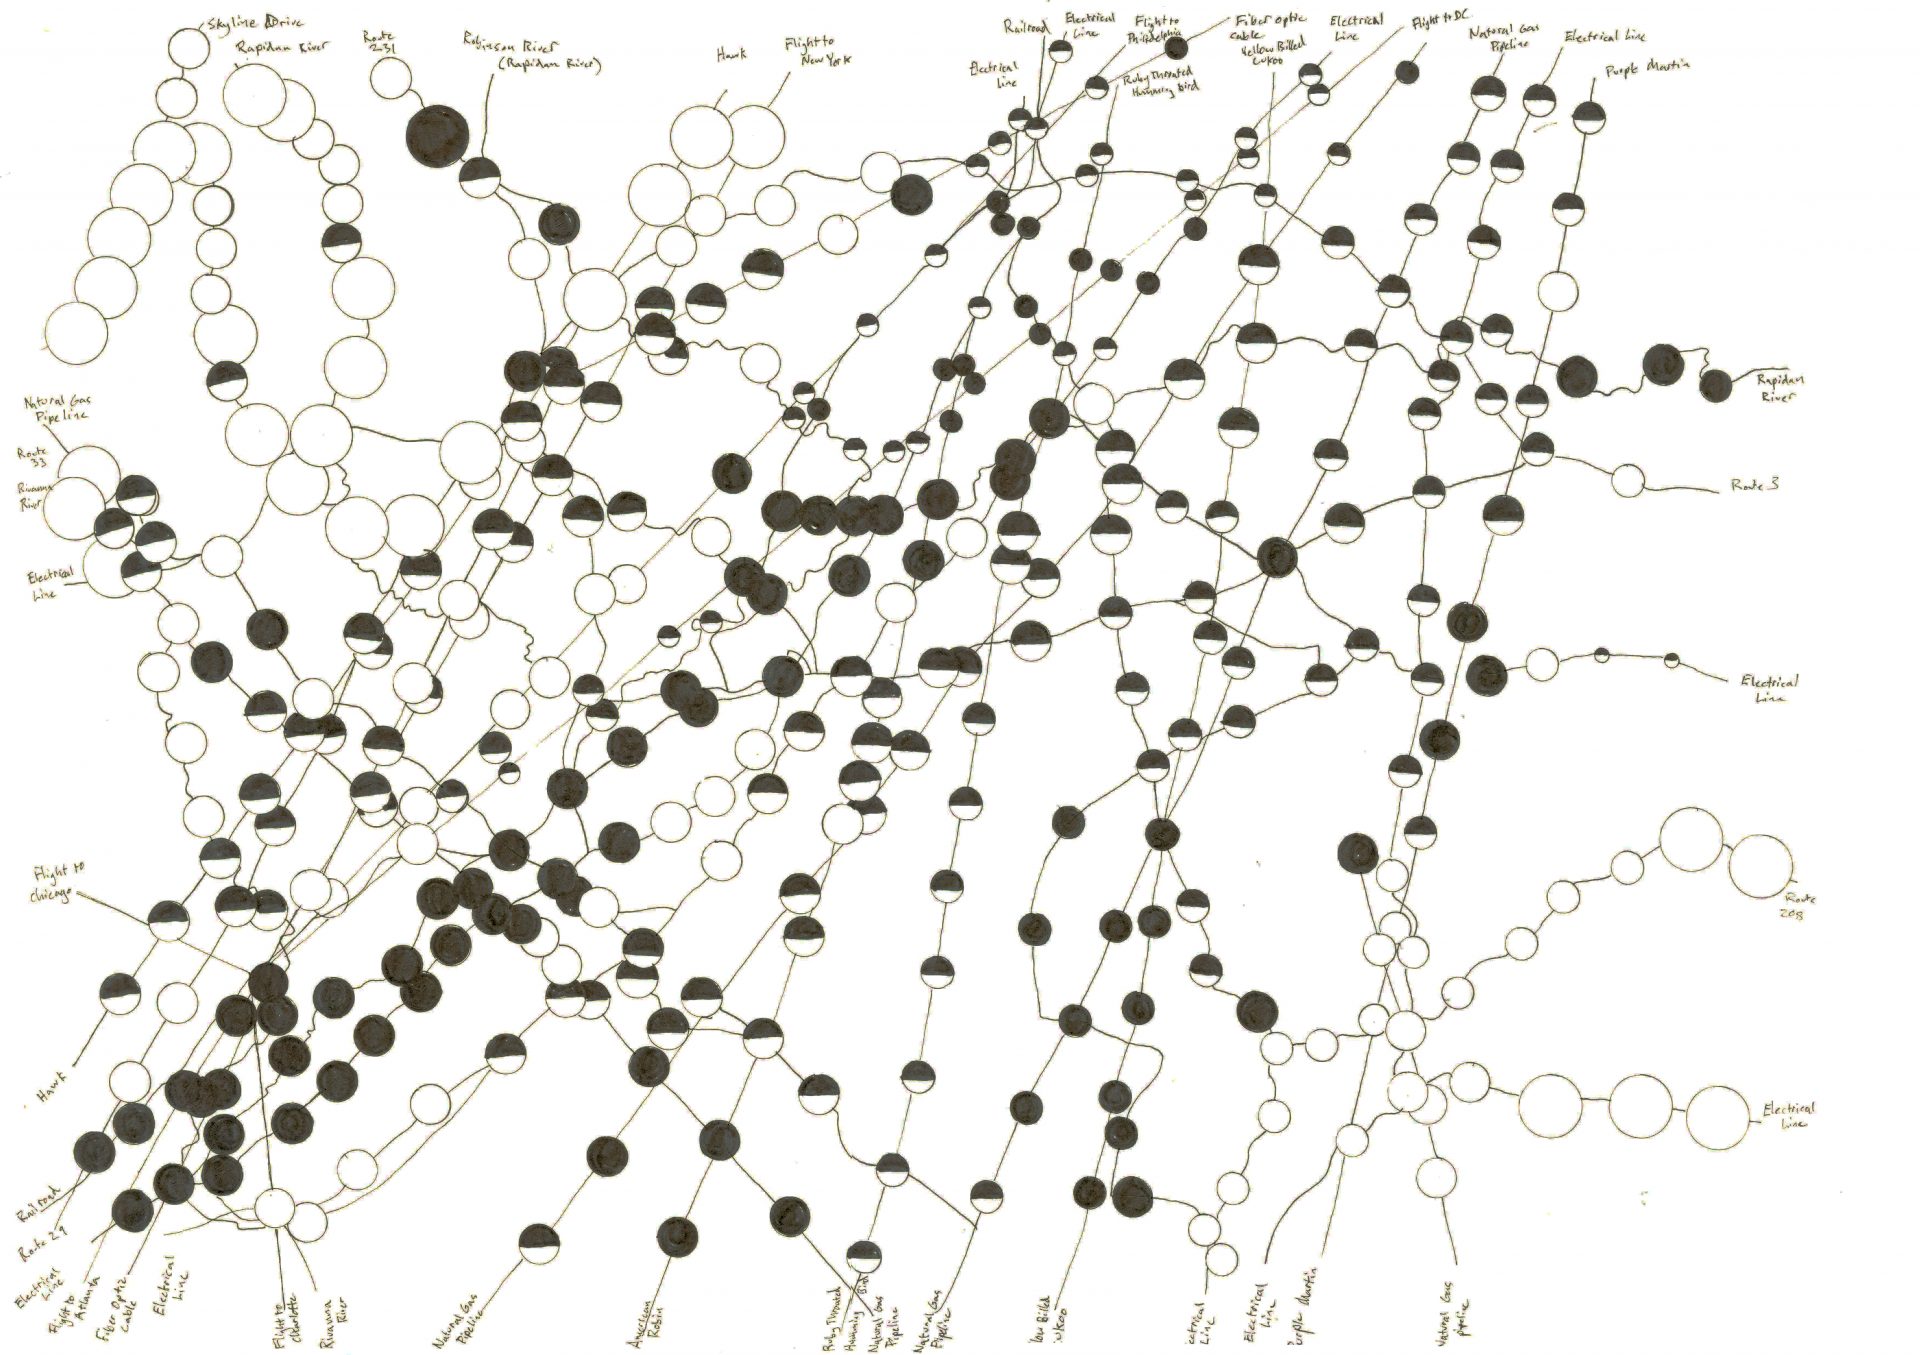 Skyline Drive
Rapidan River
Route
231
Robinson River
(Rapidan River)
Hawk
Flight to
New York
Railroad
Electrical
Line
Electrical
Line
Flight to
Philadelphia
Ruby Throated
Humming bird
Fiber Optic
Cable
Yellow Billed
Cukoo
Electrical
Line
Flight to DC
Natural Gas
Pipeline
Electrical Line
Purple Martin
Natural Gas
Pipeline
Route
33
Rivanna
River
Electrical
Line
Rapidan
River
Route 3
Electrical
Line
Flight to
Chicago
Route
208
Electrical
Line
Hawk
Railroad
Route 29
Electrical
Line
Flight to
Atlanta
Fiber Optic
Cable
Electrical
Line
Flight to
Charlotte
Rivanna
River
Natural Gas
Pipeline
American
Robin
Ruby Throated
Humming Bird
Natural Gas
Pipeline
Natural Gas
Pipeline
low Billed
ukoo
ectrical
Line
Electrical
Line
Purple Martin
Natural Gas
Pipeline